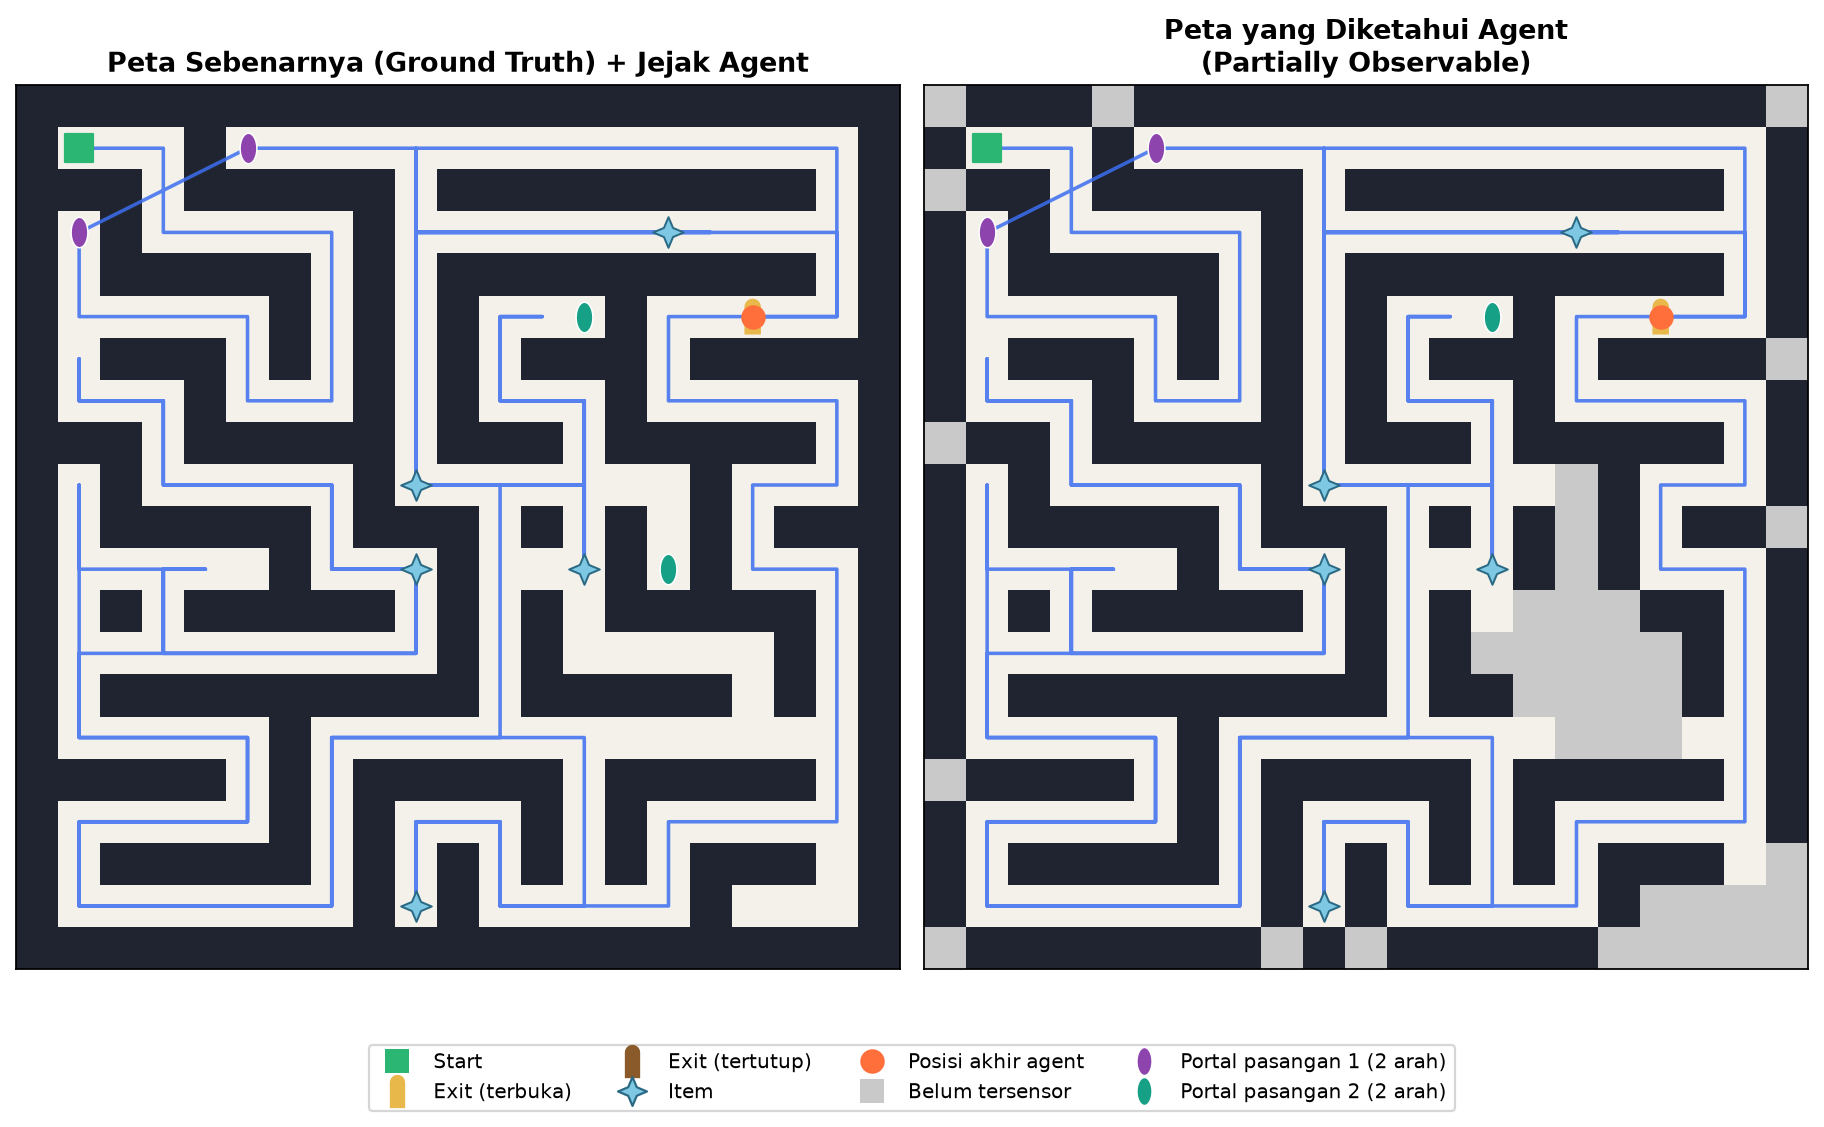 Peta Sebenarnya (Ground Truth) + Jejak Agent
Peta yang Diketahui Agent
(Partially Observable)
Start
Exit (terbuka)
Exit (tertutup)
Item
Posisi akhir agent
Belum tersensor
Portal pasangan 1 (2 arah)
Portal pasangan 2 (2 arah)